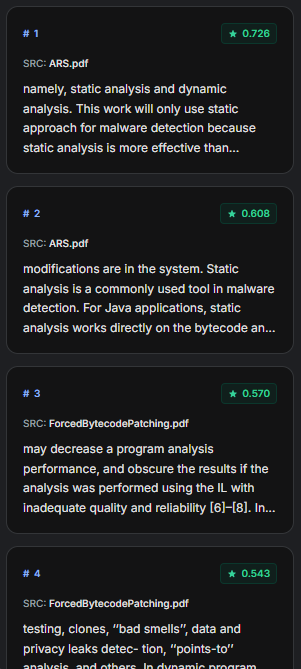 # 1
★ 0.726
SRC: ARS.pdf
namely, static analysis and dynamic
analysis. This work will only use static
approach for malware detection because
static analysis is more effective than...
# 2
★ 0.608
SRC: ARS.pdf
modifications are in the system. Static
analysis is a commonly used tool in malware
detection. For Java applications, static
analysis works directly on the bytecode an...
# 3
★ 0.570
SRC: ForcedBytecodePatching.pdf
may decrease a program analysis
performance, and obscure the results if the
analysis was performed using the IL with
inadequate quality and reliability [6]–[8]. In...
# 4
★ 0.543
SRC: ForcedBytecodePatching.pdf
testing, clones, ‘‘bad smells’’, data and
privacy leaks detec- tion, ‘‘points-to’’
analysis, and others. In dynamic program